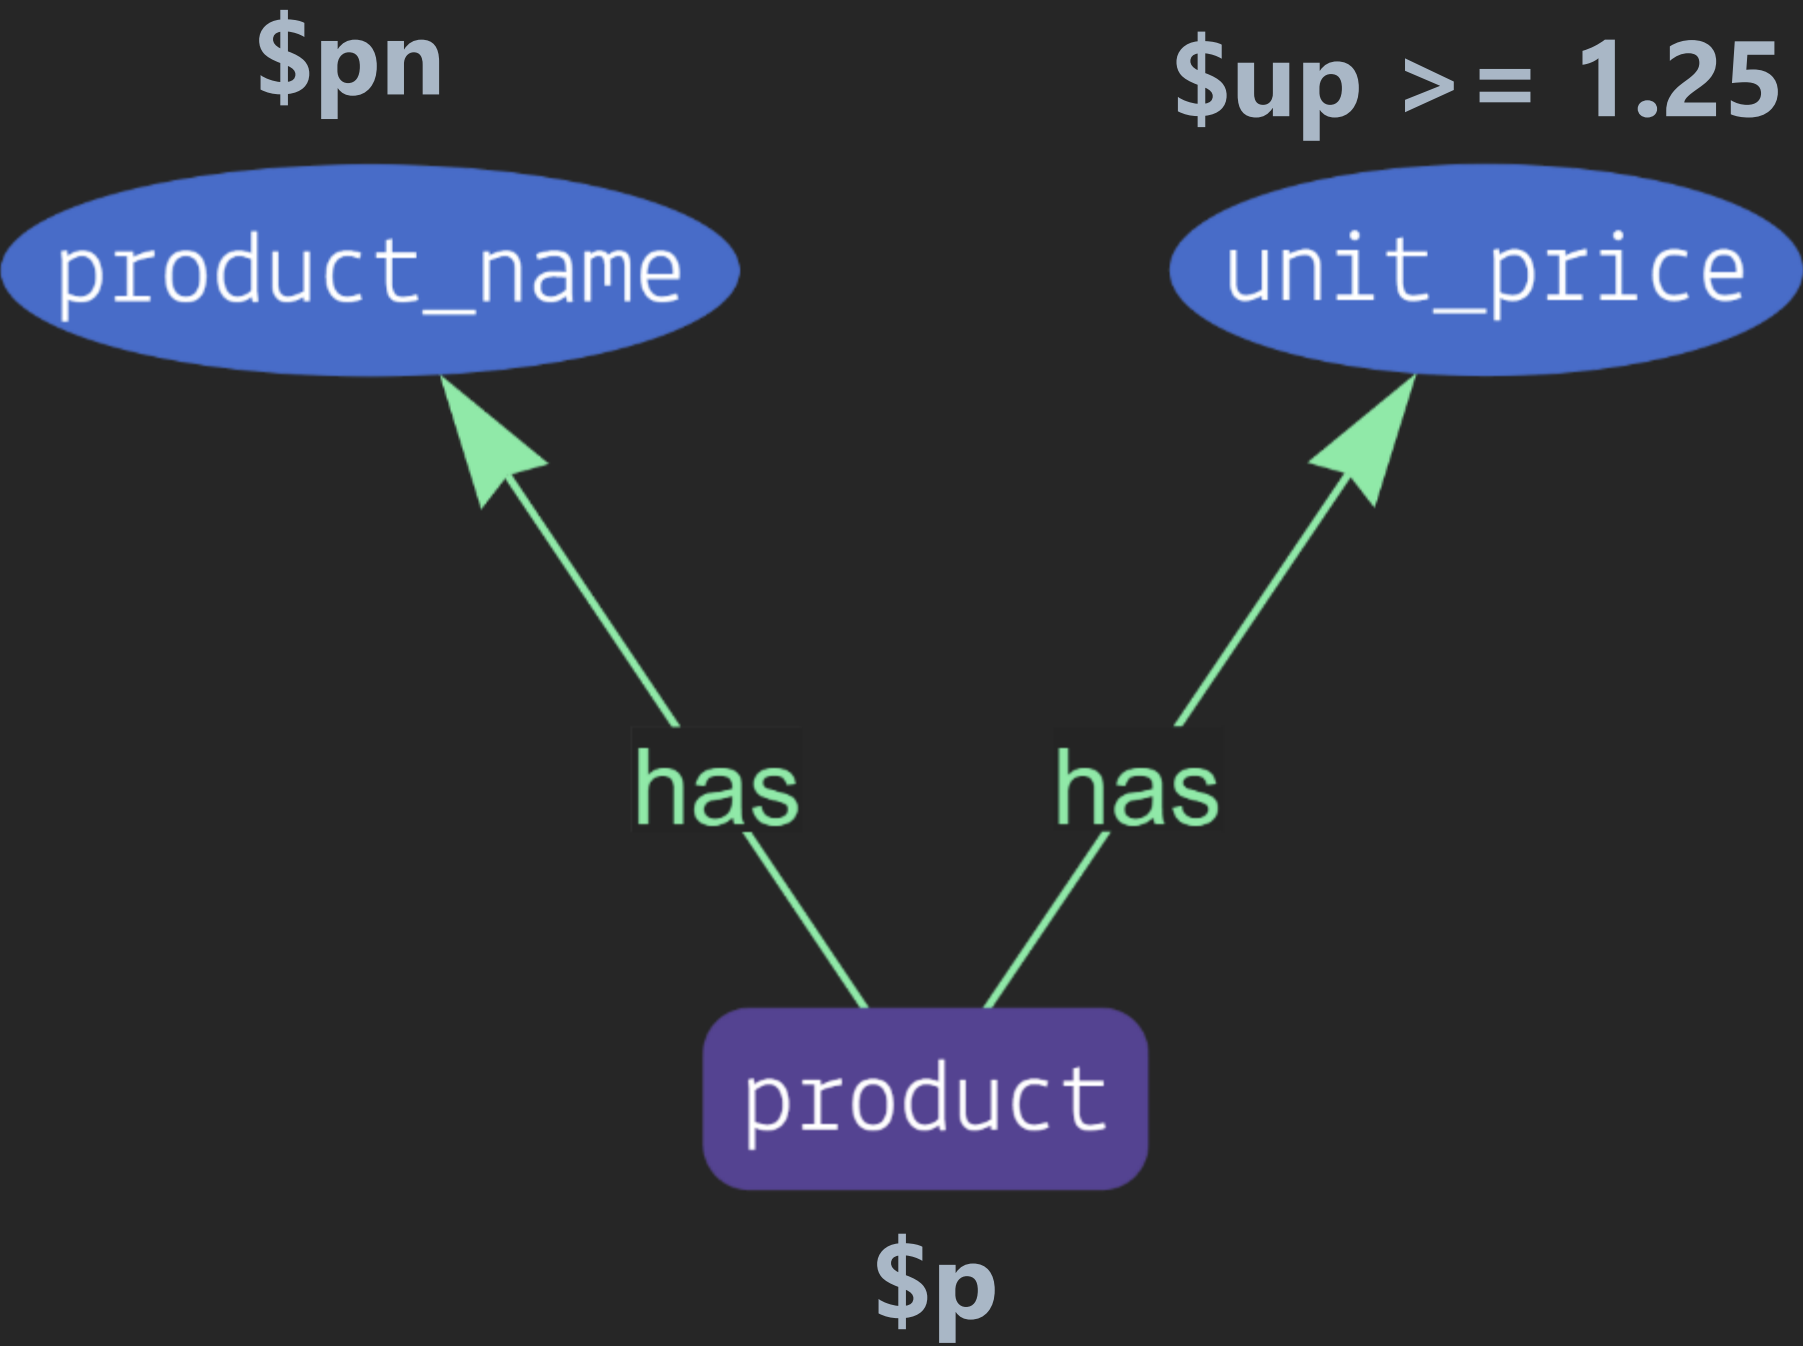 $pn
$up >= 1.25
product_name
unit_price
has
has
product
$p